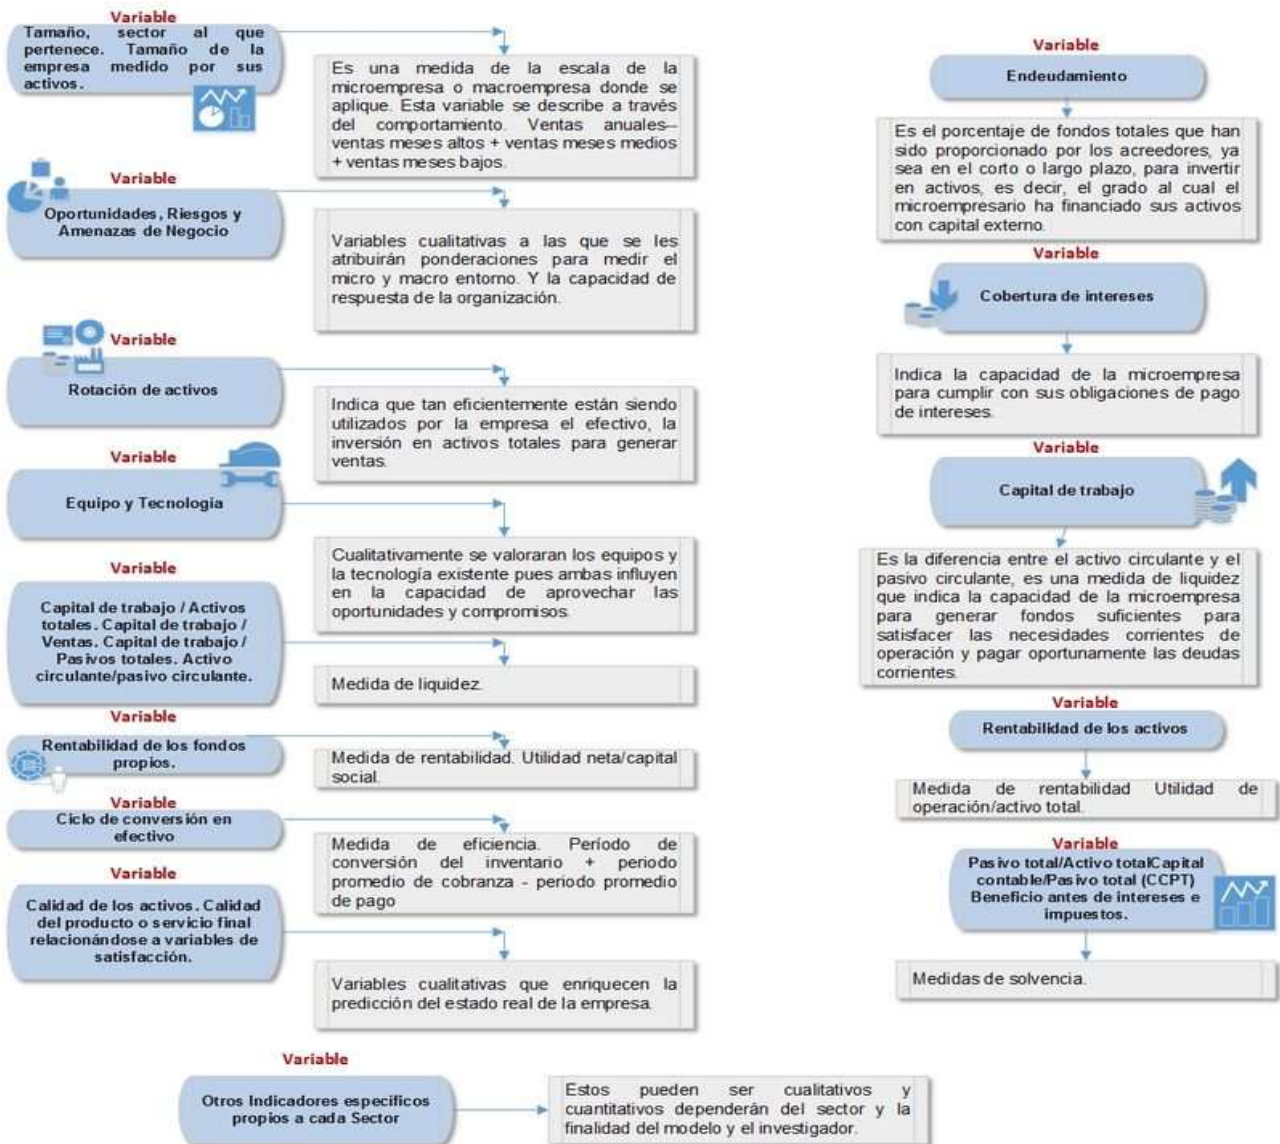 Variable
Tamaño, sector al que
pertenece. Tamaño de la
empresa medido por sus
activos.
Es una medida de la escala de la
microempresa o macroempresa donde se
aplique. Esta variable se describe a través
del comportamiento. Ventas anuales--
ventas meses altos + ventas meses medios
+ ventas meses bajos.
Variable
Oportunidades, Riesgos y
Amenazas de Negocio
Variables cualitativas a las que se les
atribuirán ponderaciones para medir el
micro y macro entorno. Y la capacidad de
respuesta de la organización.
Variable
Rotación de activos
Indica que tan eficientemente están siendo
utilizados por la empresa el efectivo, la
inversión en activos totales para generar
ventas.
Variable
Equipo y Tecnología
Cualitativamente se valoraran los equipos y
la tecnología existente pues ambas influyen
en la capacidad de aprovechar las
oportunidades y compromisos.
Variable
Capital de trabajo / Activos
totales. Capital de trabajo /
Ventas. Capital de trabajo /
Pasivos totales. Activo
circulante/pasivo circulante.
Medida de liquidez.
Variable
Rentabilidad de los fondos
propios.
Medida de rentabilidad. Utilidad neta/capital
social.
Variable
Ciclo de conversión en
efectivo
Medida de eficiencia. Período de
conversión del inventario + periodo
promedio de cobranza - periodo promedio
de pago
Variable
Calidad de los activos. Calidad
del producto o servicio final
relacionándose a variables de
satisfacción.
Variables cualitativas que enriquecen la
predicción del estado real de la empresa.
Variable
Endeudamiento
Es el porcentaje de fondos totales que han
sido proporcionado por los acreedores, ya
sea en el corto o largo plazo, para invertir
en activos, es decir, el grado al cual el
microempresario ha financiado sus activos
con capital externo.
Variable
Cobertura de intereses
Indica la capacidad de la microempresa
para cumplir con sus obligaciones de pago
de intereses.
Variable
Capital de trabajo
Es la diferencia entre el activo circulante y el
pasivo circulante, es una medida de liquidez
que indica la capacidad de la microempresa
para generar fondos suficientes para
satisfacer las necesidades corrientes de
operación y pagar oportunamente las deudas
corrientes.
Variable
Rentabilidad de los activos
Medida de rentabilidad Utilidad de
operación/activo total.
Variable
Pasivo total/Activo totalCapital
contable/Pasivo total (CCPT)
Beneficio antes de intereses e
impuestos.
Medidas de solvencia.
Variable
Otros Indicadores específicos
propios a cada Sector
Estos pueden ser cualitativos y
cuantitativos dependerán del sector y la
finalidad del modelo y el investigador.